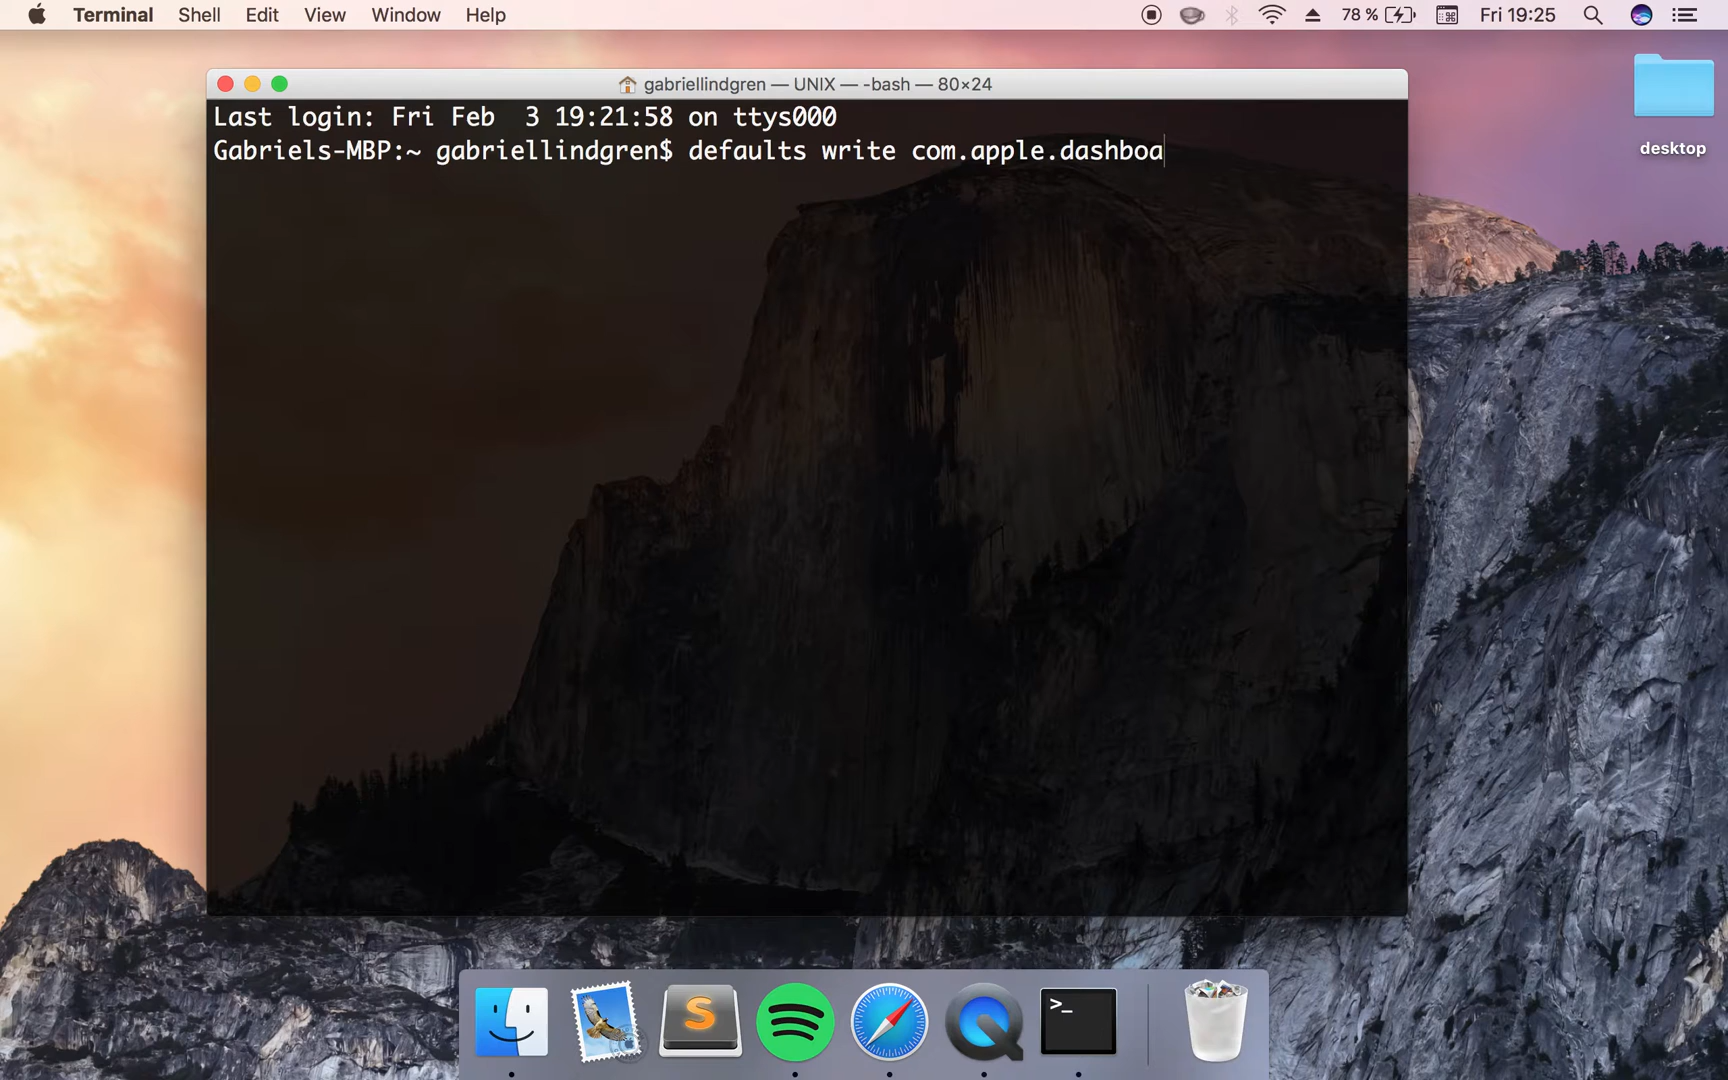 Terminal Shell Edit View Window Help 78 % Fri 19:25
gabriellindgren — UNIX — -bash — 80×24
Last login: Fri Feb  3 19:21:58 on ttys000
Gabriels-MBP:~ gabriellindgren$ defaults write com.apple.dashboa
desktop
S
>_